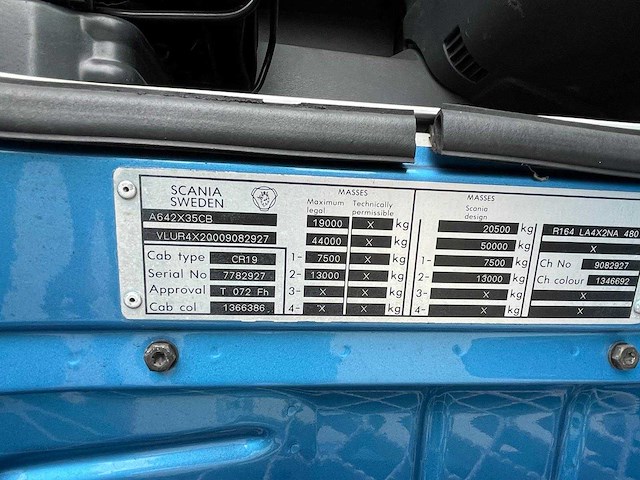 SCANIA
SWEDEN
A642X35CB
VLUR4X20009082927
Cab type CR19
Serial No 7782927
Approval T 072 Fh
Cab col 1366386
MASSES
Maximum legal Technically permissible
19000 X kg
44000 X kg
1- 7500 X kg
2- 13000 X kg
3- X X kg
4- X X kg
MASSES
Scania design
20500 kg
50000 kg
1- 7500 kg
2- 13000 kg
3- X kg
4- X kg
R164 LA4X2NA 480
X
Ch No 9082927
Ch colour 1346692
X
X